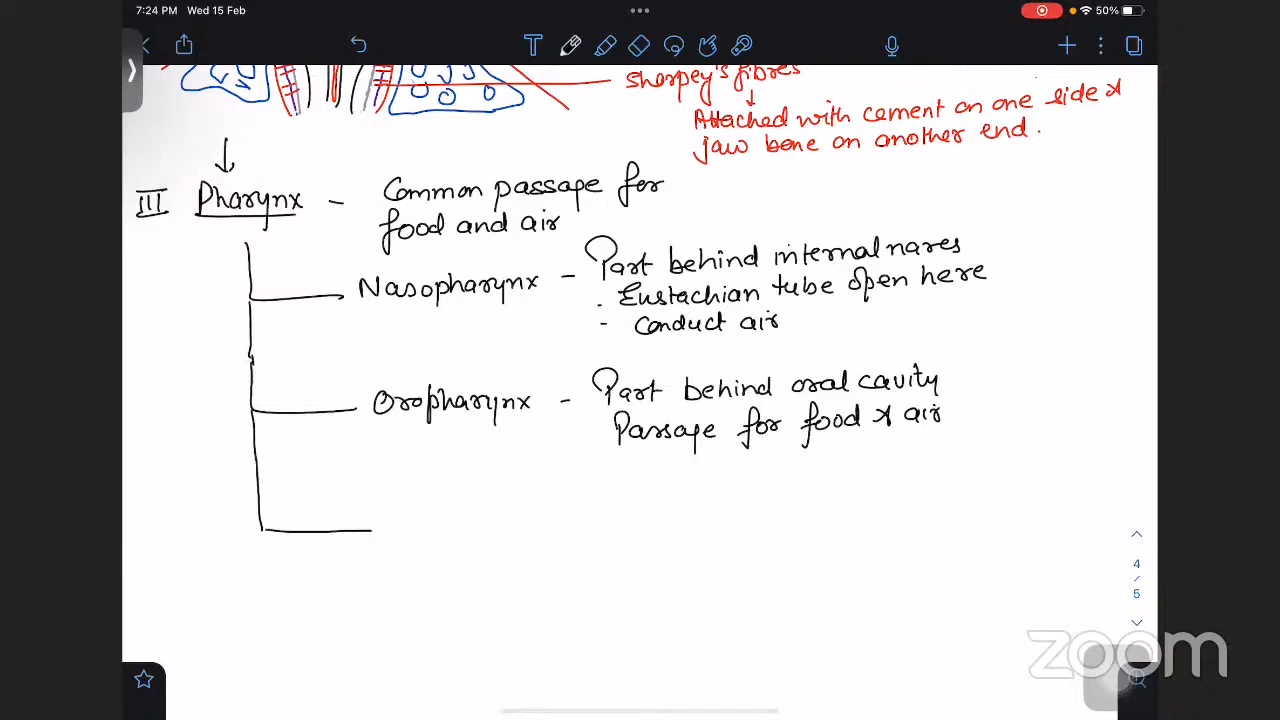 7:24 PM Wed 15 Feb
50%
Sharpey's fibres
Attached with cement on one side &
jaw bone on another end.
III Pharynx - Common passage for
food and air
Nasopharynx - Part behind internal nares
. Eustachian tube open here
- Conduct air
Oropharynx - Part behind oral cavity
Passage for food & air
4
/
5
zoom